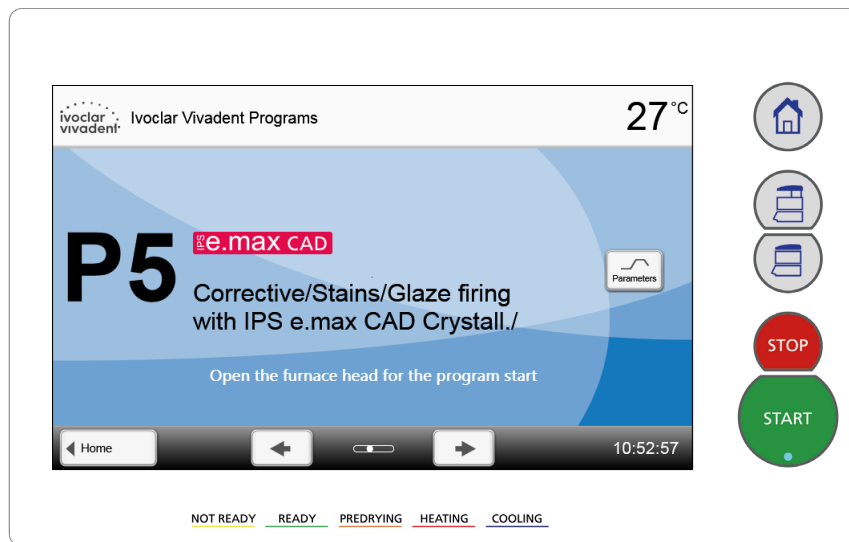 ivoclar
vivadent
Ivoclar Vivadent Programs
27 °C
P5
IPS e.max CAD
Corrective/Stains/Glaze firing
with IPS e.max CAD Crystall./
Parameters
Open the furnace head for the program start
Home
10:52:57
STOP
START
NOT READY READY PREDRYING HEATING COOLING